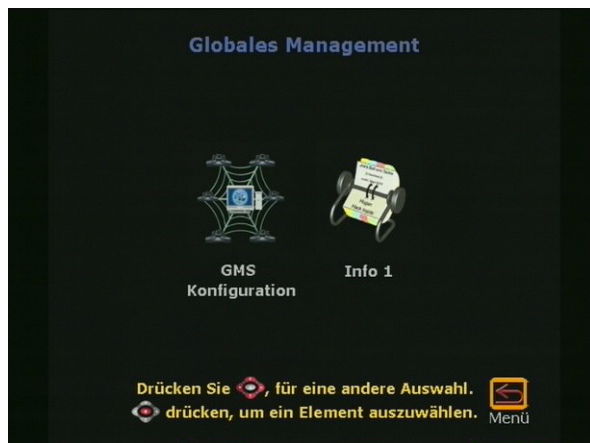 Globales Management
GMS
Konfiguration
Info 1
Drücken Sie , für eine andere Auswahl.
drücken, um ein Element auszuwählen.
Menü